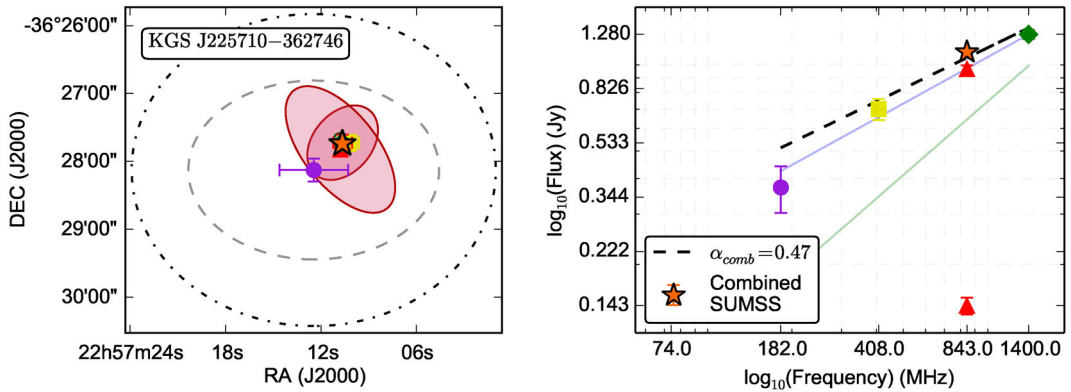 KGS J225710−362746
-36°26'00"
27'00"
28'00"
29'00"
30'00"
DEC (J2000)
22h57m24s
18s
12s
06s
RA (J2000)
log10(Flux) (Jy)
1.280
0.826
0.533
0.344
0.222
0.143
αcomb=0.47
Combined
SUMSS
74.0
182.0
408.0
843.0
1400.0
log10(Frequency) (MHz)